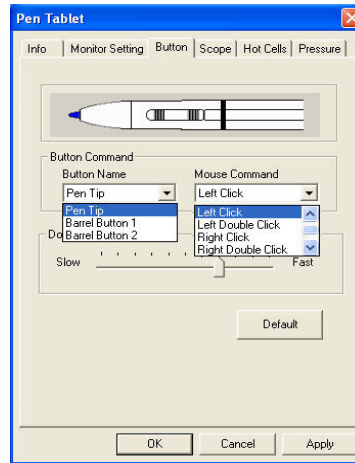 Pen Tablet
Info Monitor Setting Button Scope Hot Cells Pressure
Button Command
Button Name Mouse Command
Pen Tip Left Click
Pen Tip Left Click
Barrel Button 1 Left Double Click
Barrel Button 2 Right Click
Right Double Click
Do
Slow Fast
Default
OK Cancel Apply